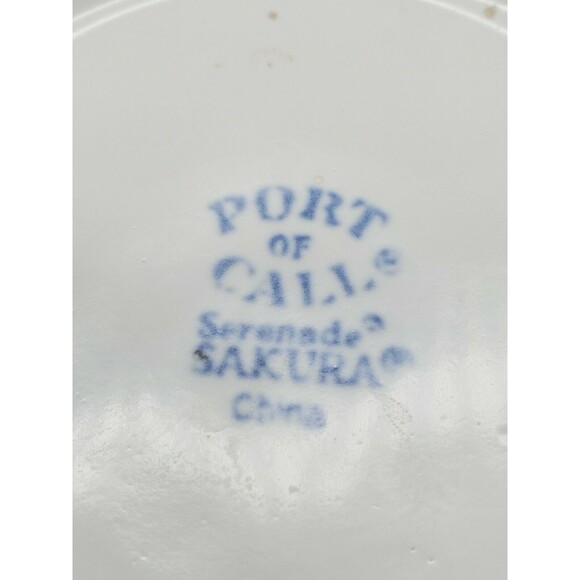 PORT
OF
CALL®
Serenade®
SAKURA®
China